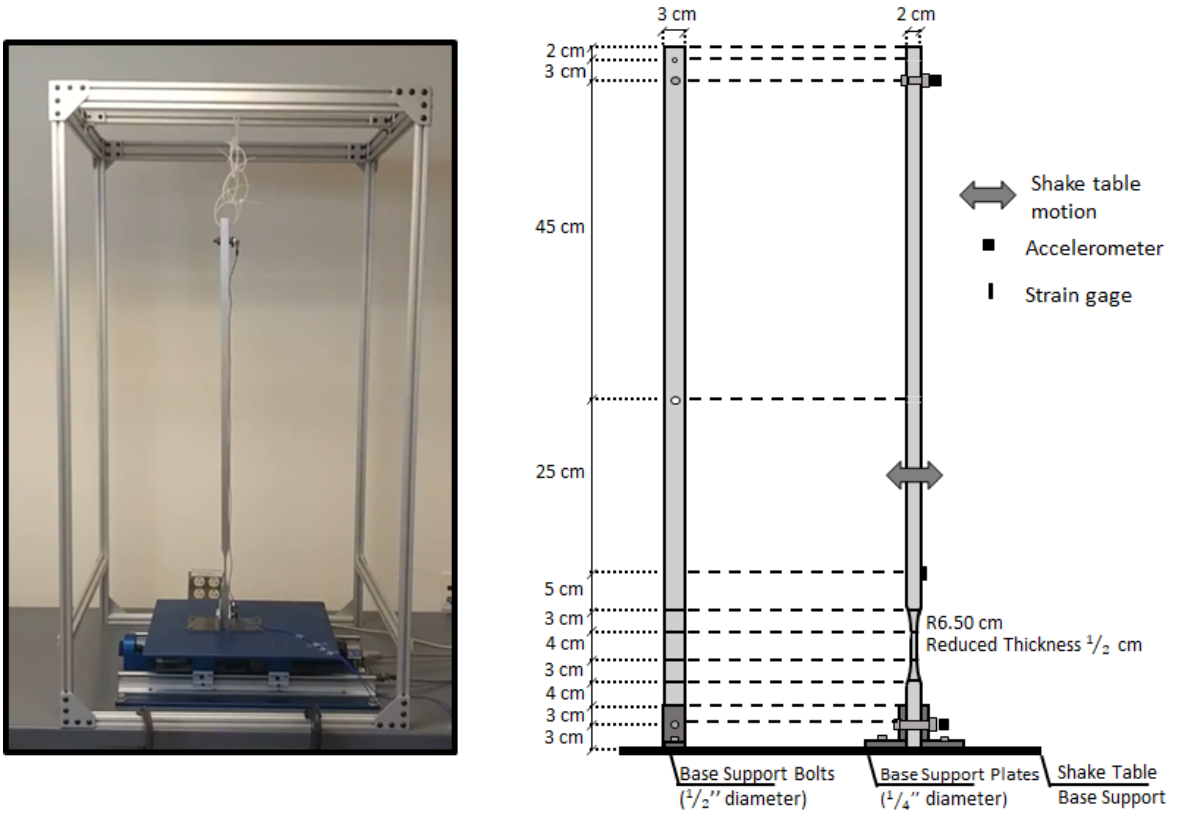 3 cm
2 cm
2 cm
3 cm
45 cm
Shake table
motion
Accelerometer
Strain gage
25 cm
5 cm
3 cm
4 cm
3 cm
4 cm
3 cm
3 cm
R6.50 cm
Reduced Thickness 1/2 cm
Base Support Bolts
(1/2” diameter)
Base Support Plates
(1/4” diameter)
Shake Table
Base Support